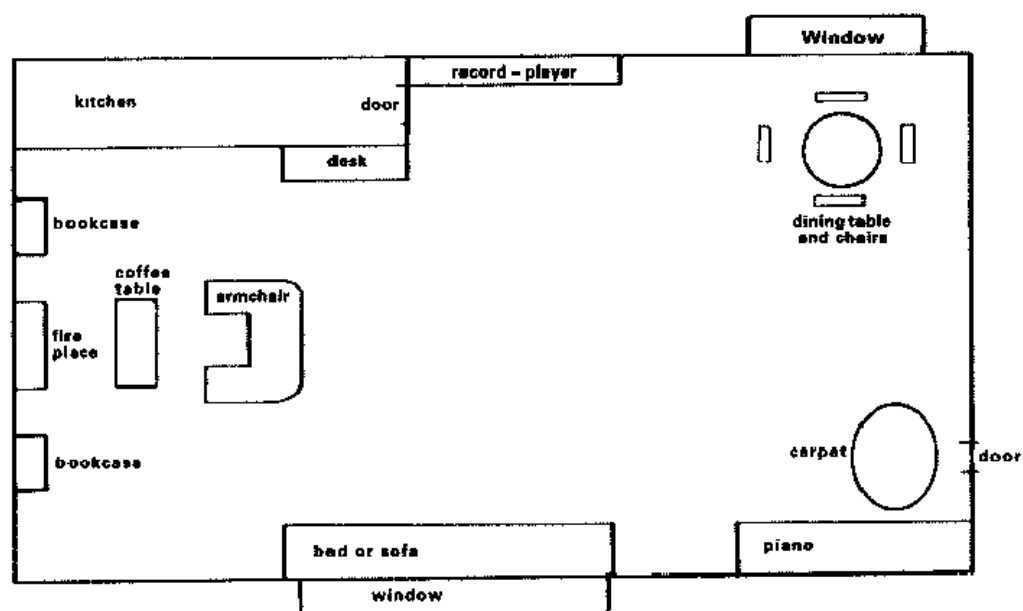 Window
record – player
kitchen
door
desk
bookcase
dining table
and chairs
coffee
table
armchair
fire
place
bookcase
carpet
door
bed or sofa
piano
window